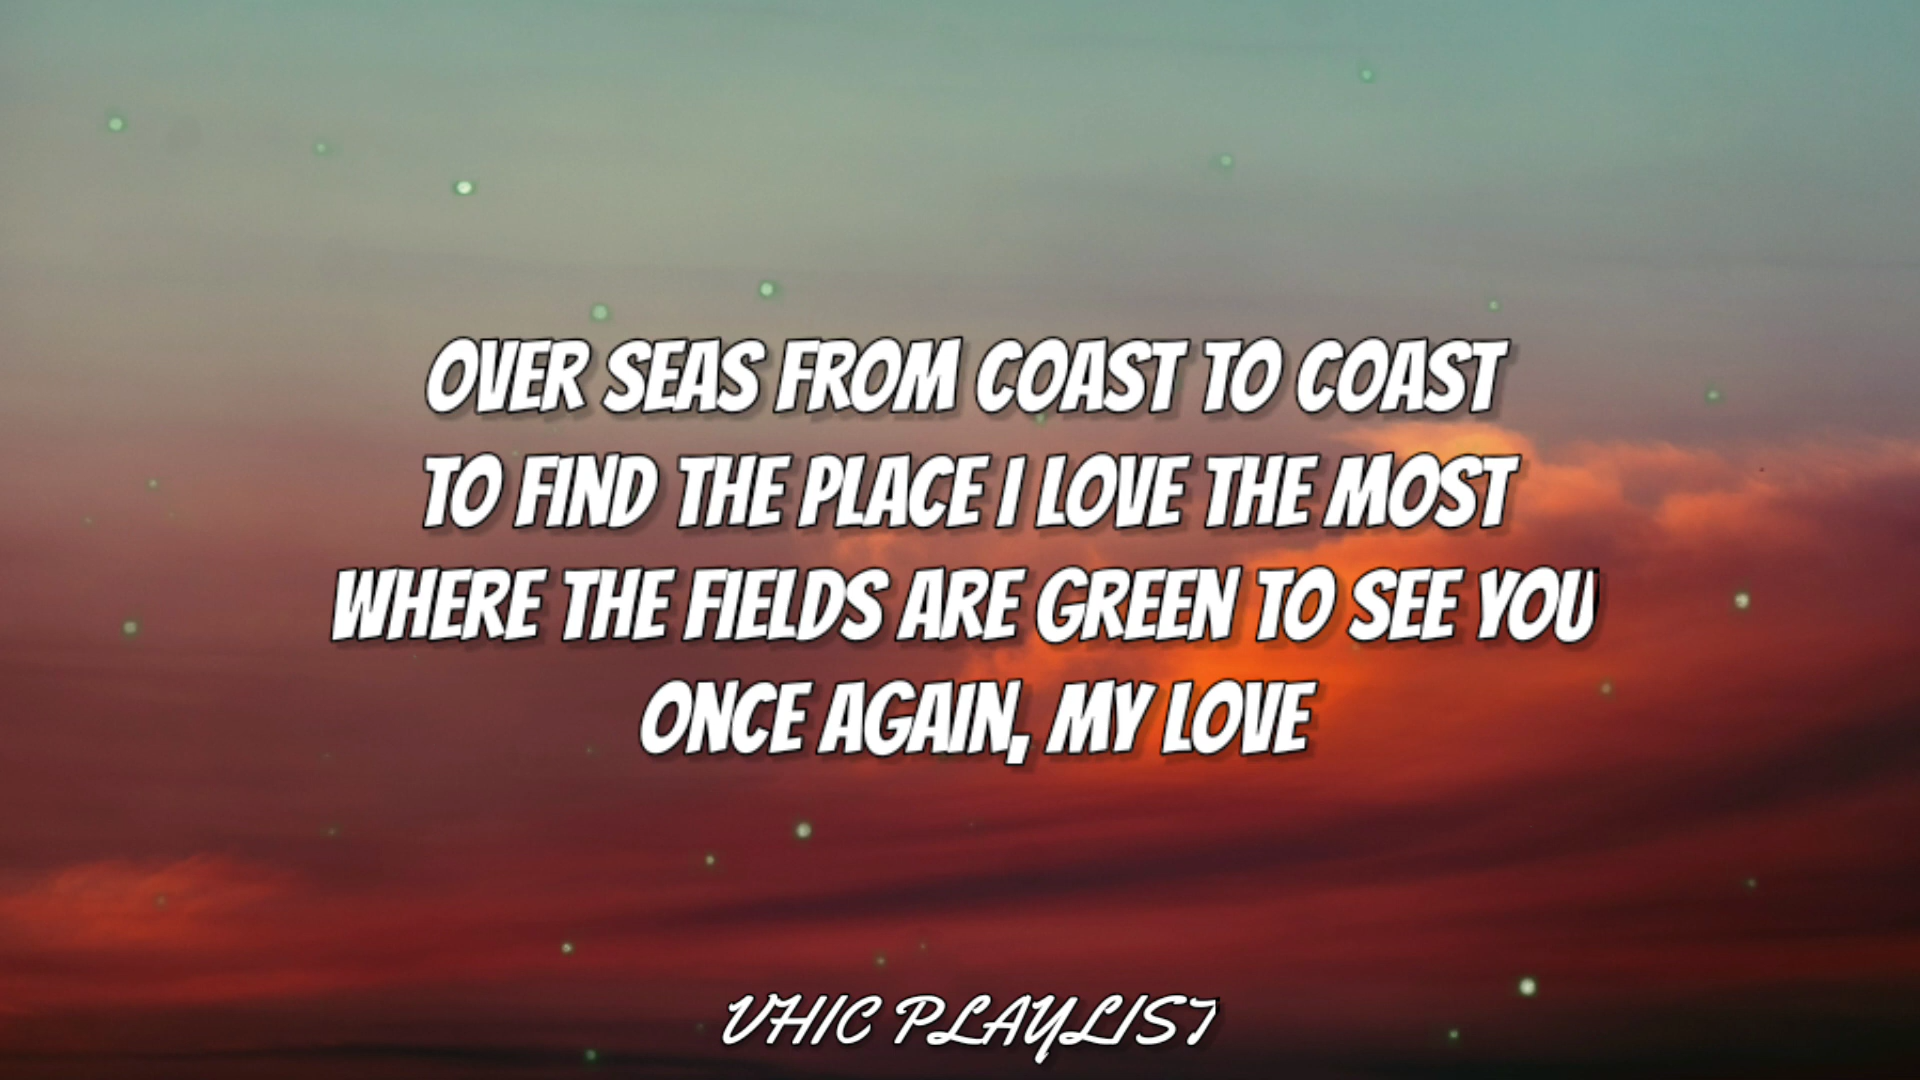 OVER SEAS FROM COAST TO COAST
TO FIND THE PLACE I LOVE THE MOST
WHERE THE FIELDS ARE GREEN TO SEE YOU
ONCE AGAIN, MY LOVE
VHIC PLAYLIST